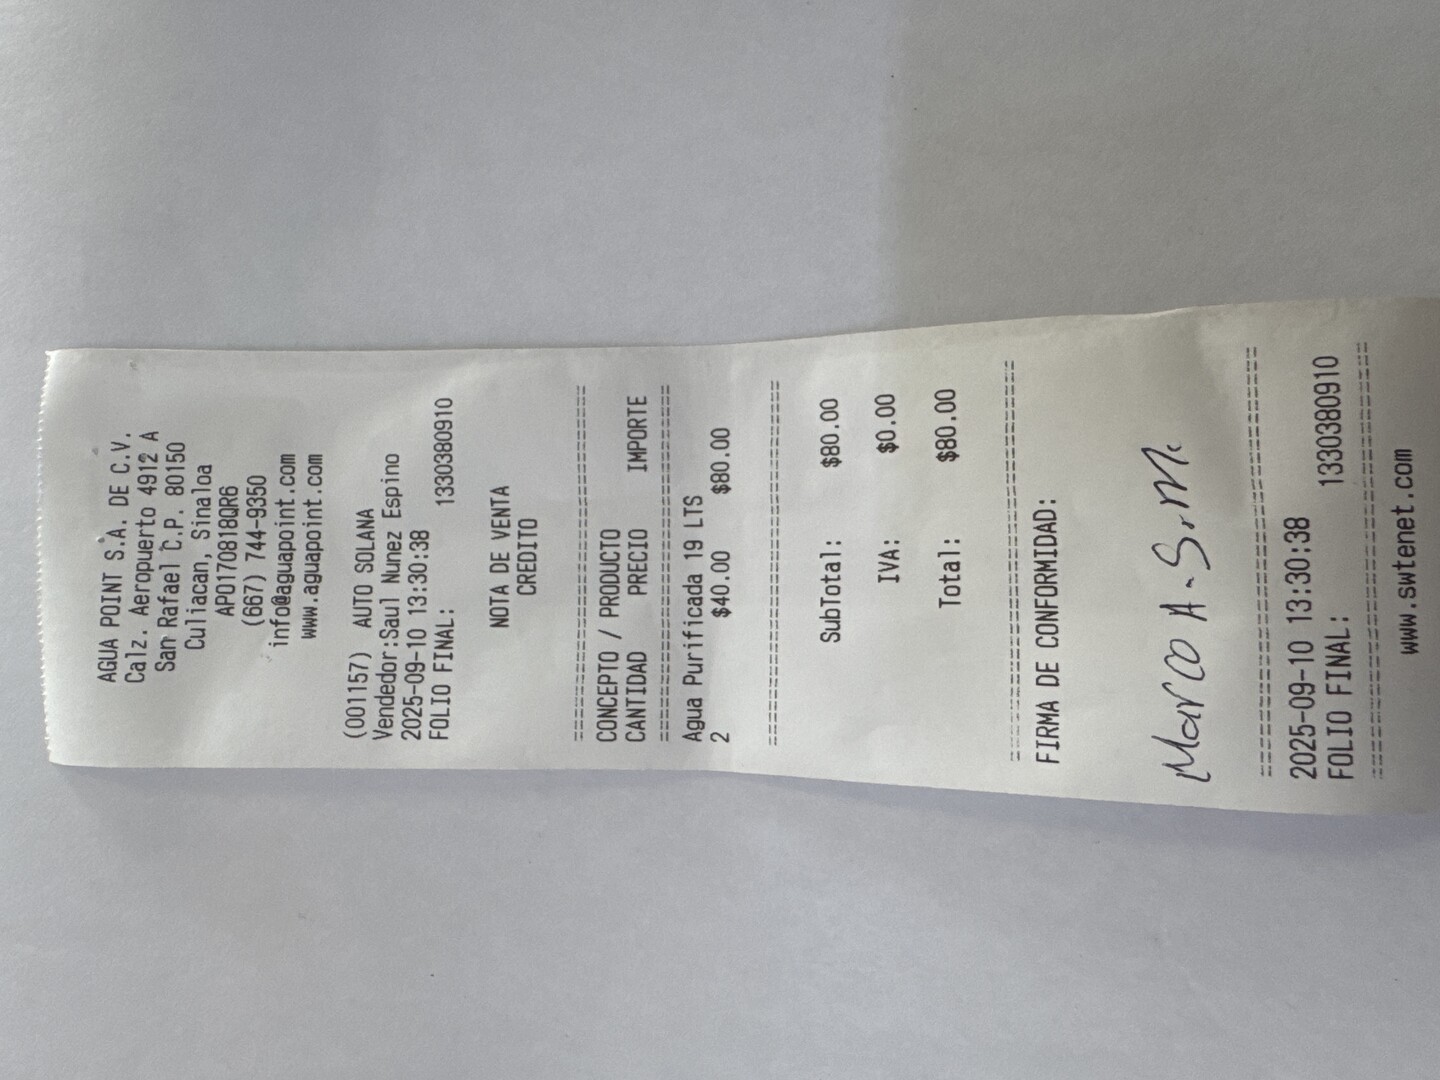 AGUA POINT S.A. DE C.V.
Calz. Aeropuerto 4912 A
San Rafael C.P. 80150
Culiacan, Sinaloa
APO170818QR6
(667) 744-9350
info@aguapoint.com
www.aguapoint.com
(001157) AUTO SOLANA
Vendedor:Saul Nunez Espino
2025-09-10 13:30:38
FOLIO FINAL: 1330380910
NOTA DE VENTA
CREDITO
CONCEPTO / PRODUCTO
CANTIDAD PRECIO IMPORTE
Agua Purificada 19 LTS
2 $40.00 $80.00
SubTotal: $80.00
IVA: $0.00
Total: $80.00
FIRMA DE CONFORMIDAD:
Marco A. S. M.
2025-09-10 13:30:38
FOLIO FINAL: 1330380910
www.swtenet.com